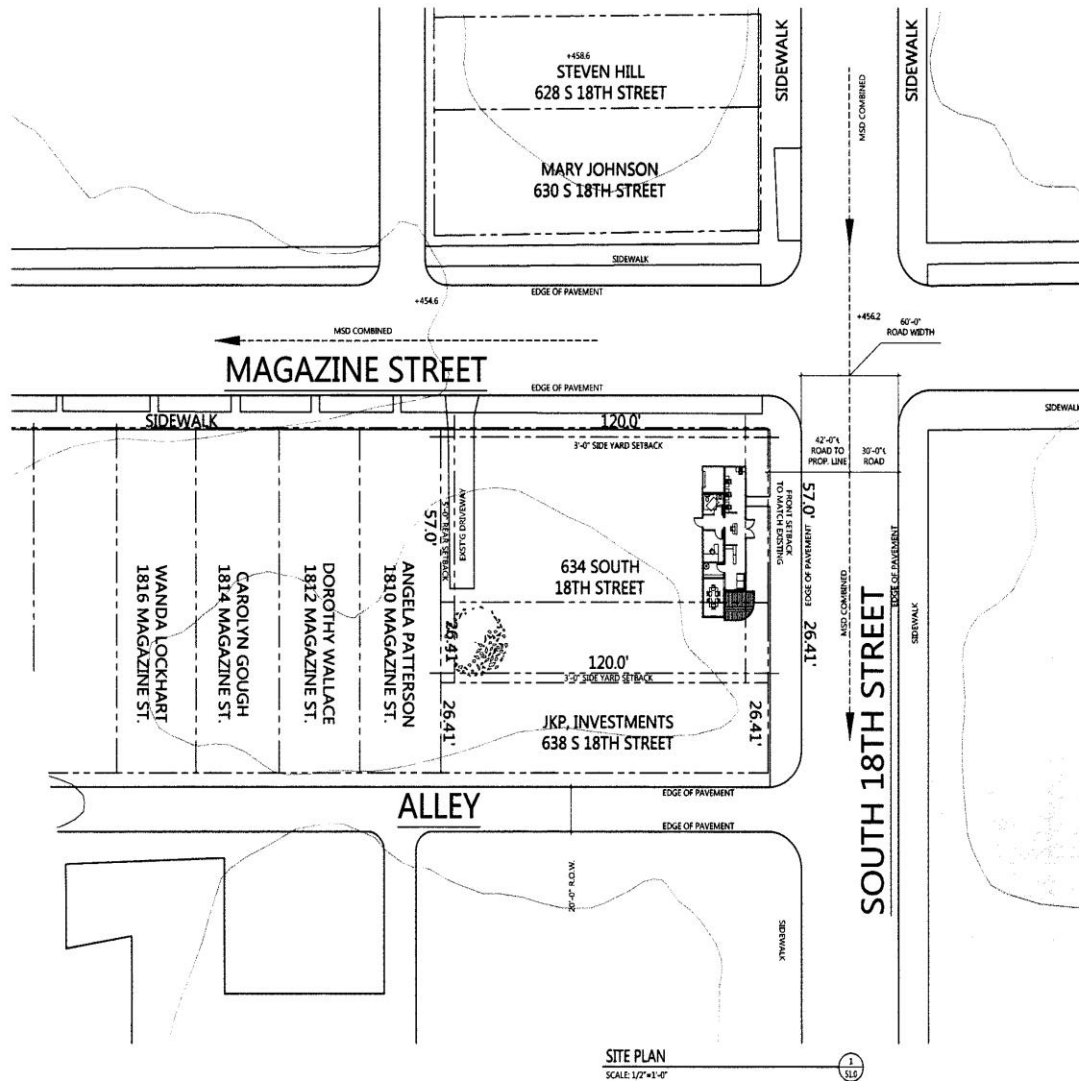 +458.6
STEVEN HILL
628 S 18TH STREET
SIDEWALK
SIDEWALK
MSD COMBINED
MARY JOHNSON
630 S 18TH STREET
SIDEWALK
EDGE OF PAVEMENT
+454.6
+456.2
60'-0"
ROAD WIDTH
MSD COMBINED
MAGAZINE STREET
EDGE OF PAVEMENT
SIDEWALK
SIDEWALK
120.0'
3'-0" SIDE YARD SETBACK
42'-0"
ROAD TO
PROP. LINE
30'-0"
ROAD
EXIST'G DRIVEWAY
5'-0" REAR SETBACK
57.0'
FRONT SETBACK
TO MATCH EXISTING
57.0'
EDGE OF PAVEMENT
MSD COMBINED
EDGE OF PAVEMENT
SIDEWALK
634 SOUTH
18TH STREET
WANDA LOCKHART
1816 MAGAZINE ST.
CAROLYN GOUGH
1814 MAGAZINE ST.
DOROTHY WALLACE
1812 MAGAZINE ST.
ANGELA PATTERSON
1810 MAGAZINE ST.
26.41'
26.41'
120.0'
3'-0" SIDE YARD SETBACK
26.41'
JKP, INVESTMENTS
638 S 18TH STREET
26.41'
SOUTH 18TH STREET
EDGE OF PAVEMENT
ALLEY
EDGE OF PAVEMENT
20'-0" R.O.W.
SIDEWALK
SITE PLAN
SCALE: 1/2"=1'-0"
1
S1.0